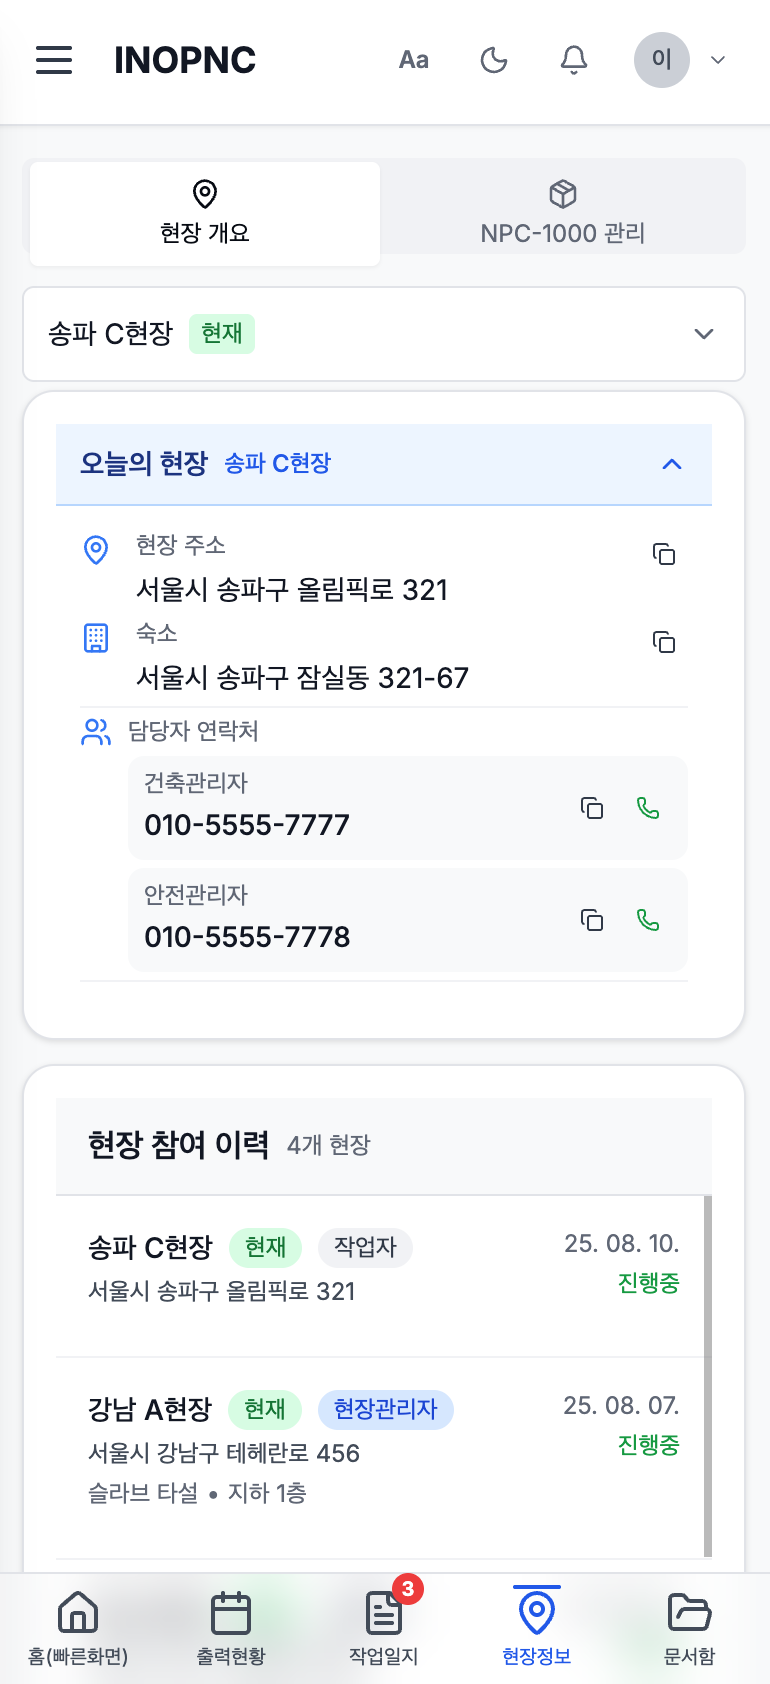 INOPNC
Aa
이
현장 개요
NPC-1000 관리
송파 C현장 현재
오늘의 현장 송파 C현장
현장 주소
서울시 송파구 올림픽로 321
숙소
서울시 송파구 잠실동 321-67
담당자 연락처
건축관리자
010-5555-7777
안전관리자
010-5555-7778
현장 참여 이력 4개 현장
송파 C현장 현재 작업자 25. 08. 10.
서울시 송파구 올림픽로 321 진행중
강남 A현장 현재 현장관리자 25. 08. 07.
서울시 강남구 테헤란로 456 진행중
슬라브 타설 • 지하 1층
3
홈(빠른화면) 출력현황 작업일지 현장정보 문서함